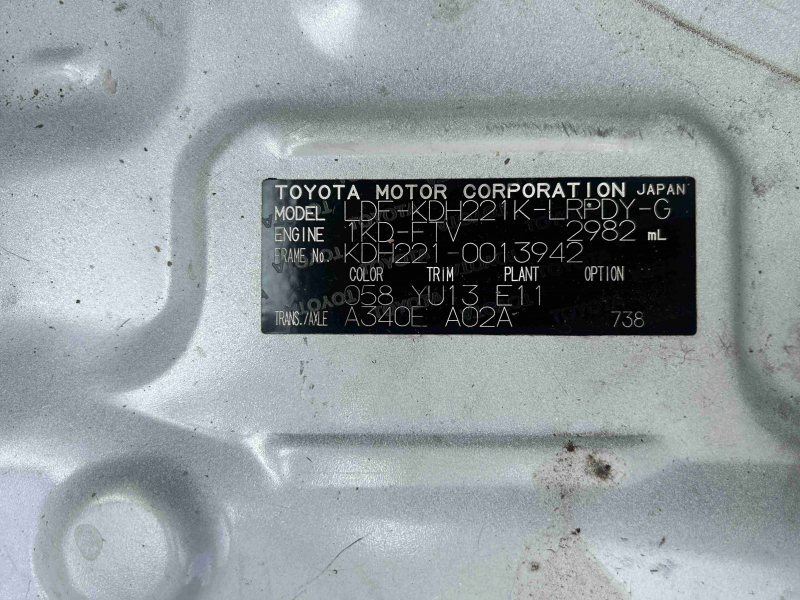 TOYOTA MOTOR CORPORATION JAPAN
MODEL LDF-KDH221K-LRPDY-G
ENGINE 1KD-FTV 2982 mL
FRAME No. KDH221-0013942
COLOR TRIM PLANT OPTION
058 YU13 E11
TRANS./AXLE A340E A02A 738